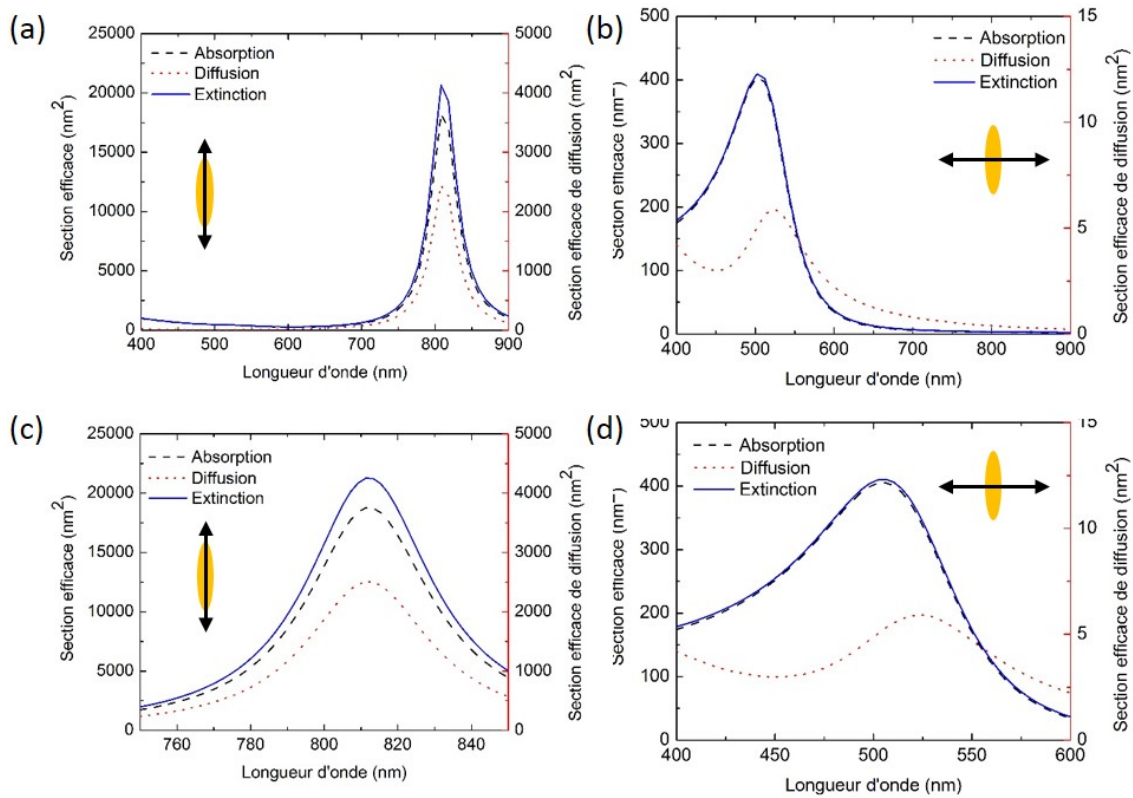 (a)
25000
20000
15000
10000
5000
0
Section efficace (nm2)
Absorption
Diffusion
Extinction
5000
4000
3000
2000
1000
0
Section efficace de diffusion (nm2)
400 500 600 700 800 900
Longueur d'onde (nm)
(b)
500
400
300
200
100
0
Section efficace (nm
Absorption
Diffusion
Extinction
15
10
5
0
Section efficace de diffusion (nm2)
400 500 600 700 800 900
Longueur d'onde (nm)
(c)
25000
20000
15000
10000
5000
0
Section efficace (nm2)
Absorption
Diffusion
Extinction
5000
4000
3000
2000
1000
0
Section efficace de diffusion (nm2)
760 780 800 820 840
Longueur d'onde (nm)
(d)
500
400
300
200
100
0
Section efficace (nm
Absorption
Diffusion
Extinction
15
10
5
0
Section efficace de diffusion (nm2)
400 450 500 550 600
Longueur d'onde (nm)